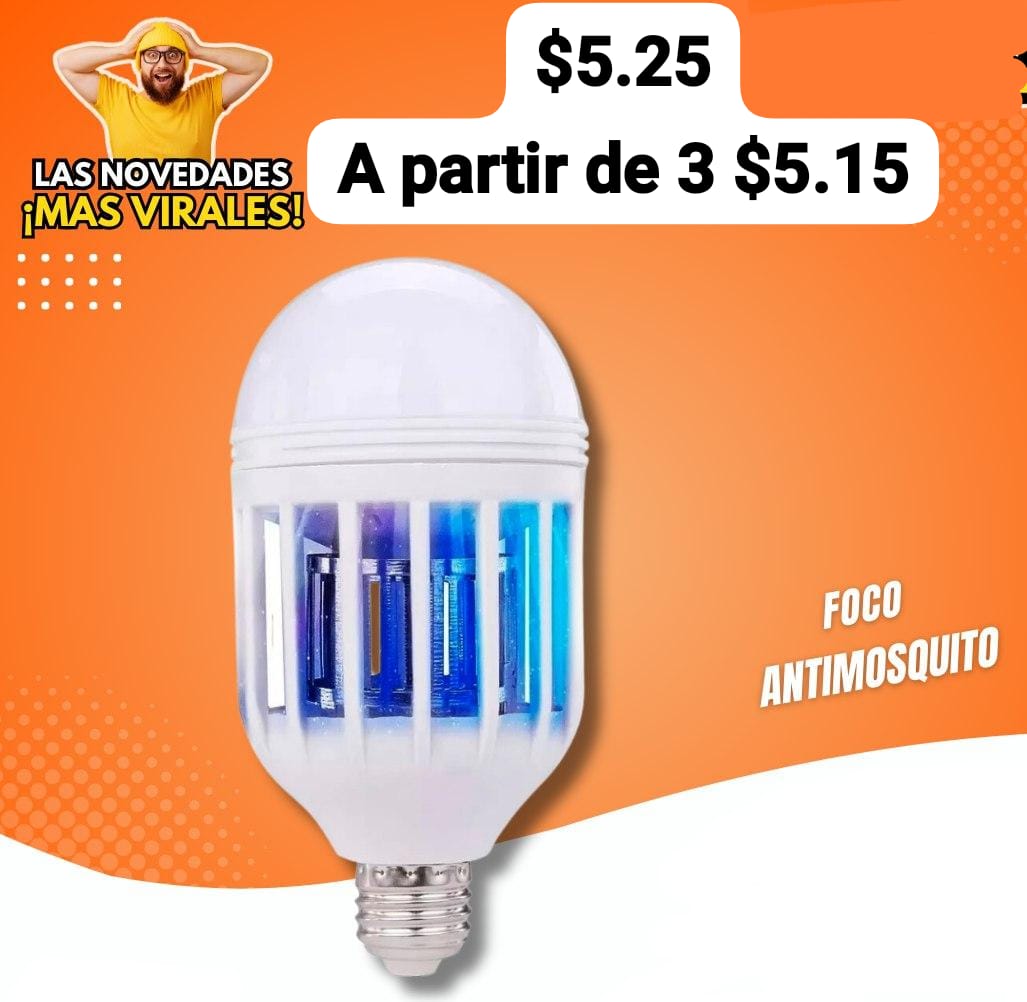 $5.25
A partir de 3 $5.15
LAS NOVEDADES
¡MAS VIRALES!
FOCO
ANTIMOSQUITO